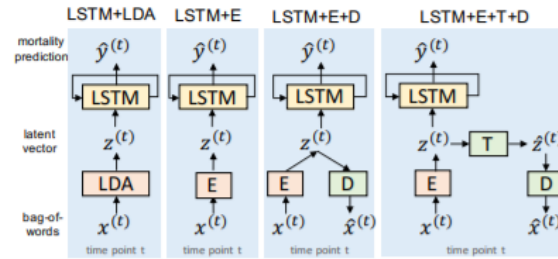 LSTM+LDA LSTM+E LSTM+E+D LSTM+E+T+D
mortality
prediction
ŷ^(t) ŷ^(t) ŷ^(t) ŷ^(t)
LSTM LSTM LSTM LSTM
latent
vector
z^(t) z^(t) z^(t) z^(t) T ẑ^(t)
LDA E E D E D
bag-of-
words
x^(t) x^(t) x^(t) x̂^(t) x^(t) x̂^(t)
time point t time point t time point t time point t